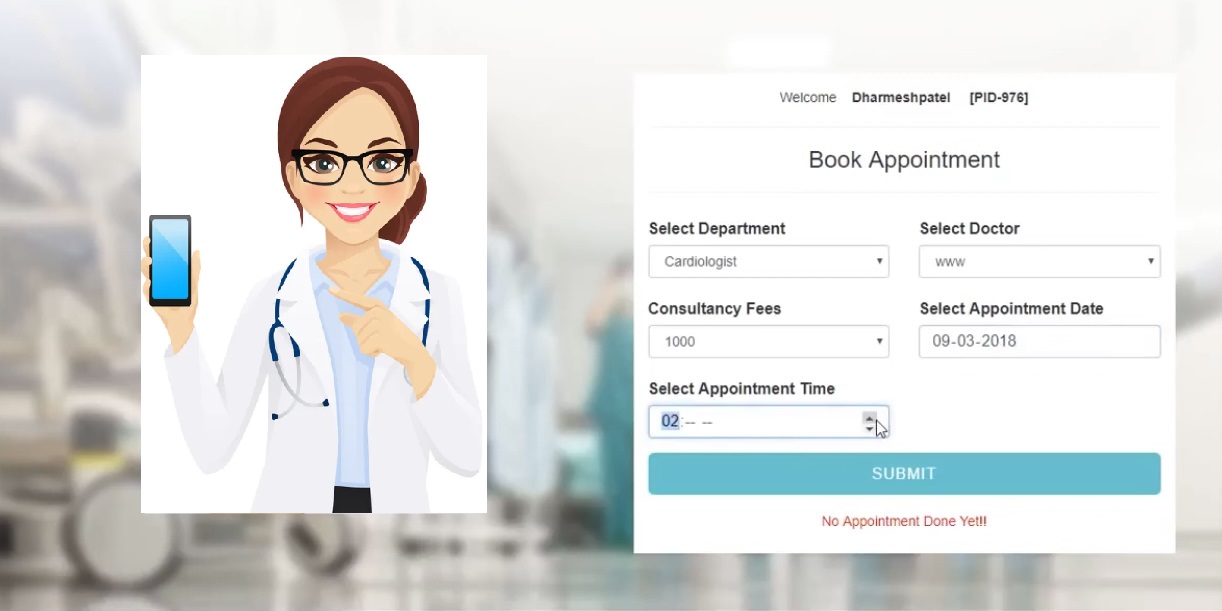 Welcome Dharmeshpatel [PID-976]
Book Appointment
Select Department Select Doctor
Cardiologist www
Consultancy Fees Select Appointment Date
1000 09-03-2018
Select Appointment Time
02:-- --
SUBMIT
No Appointment Done Yet!!